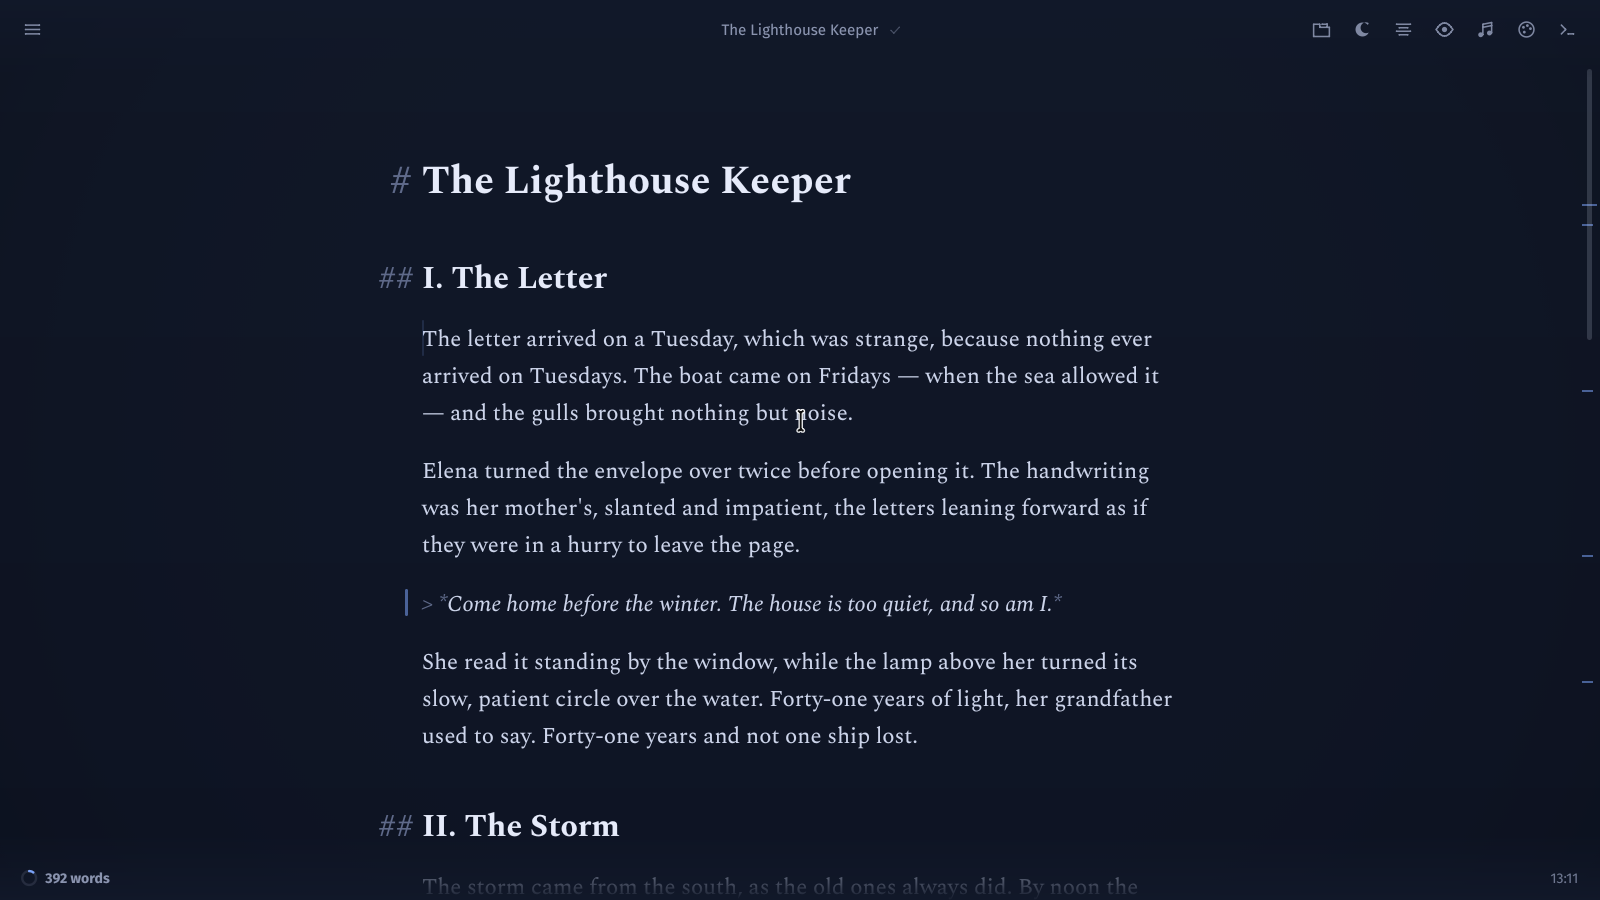 The Lighthouse Keeper
# The Lighthouse Keeper
## I. The Letter
The letter arrived on a Tuesday, which was strange, because nothing ever
arrived on Tuesdays. The boat came on Fridays — when the sea allowed it
— and the gulls brought nothing but noise.
Elena turned the envelope over twice before opening it. The handwriting
was her mother's, slanted and impatient, the letters leaning forward as if
they were in a hurry to leave the page.
> *Come home before the winter. The house is too quiet, and so am I.*
She read it standing by the window, while the lamp above her turned its
slow, patient circle over the water. Forty-one years of light, her grandfather
used to say. Forty-one years and not one ship lost.
## II. The Storm
The storm came from the south, as the old ones always did. By noon the
392 words
13:11